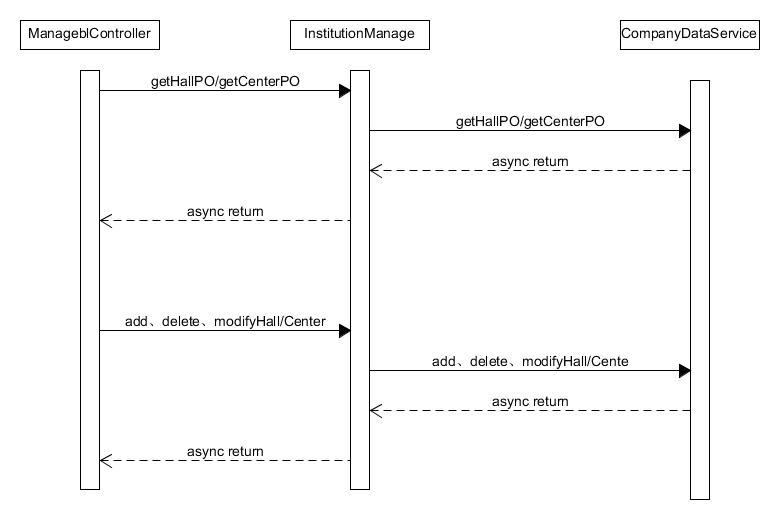 ManageblController
InstitutionManage
CompanyDataService
getHallPO/getCenterPO
getHallPO/getCenterPO
async return
async return
add、delete、modifyHall/Center
add、delete、modifyHall/Cente
async return
async return